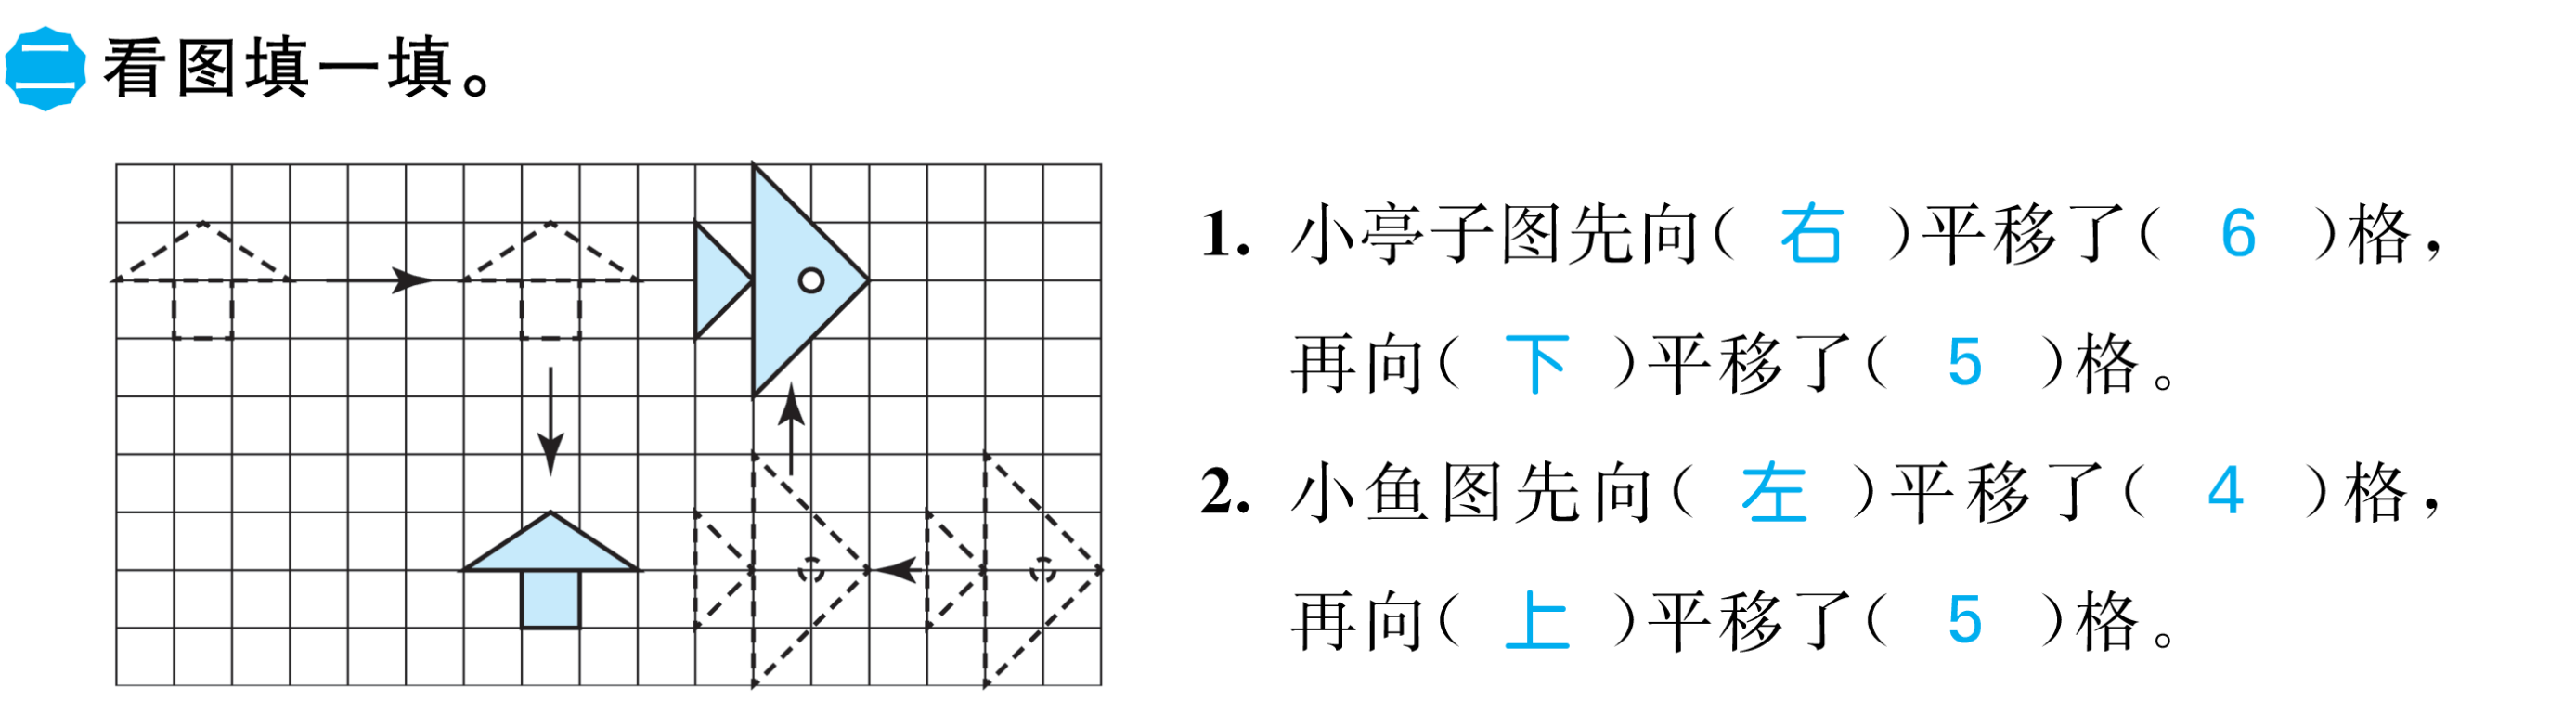 二 看图填一填。
1. 小亭子图先向( 右 )平移了( 6 )格，
再向( 下 )平移了( 5 )格。
2. 小鱼图先向( 左 )平移了( 4 )格，
再向( 上 )平移了( 5 )格。